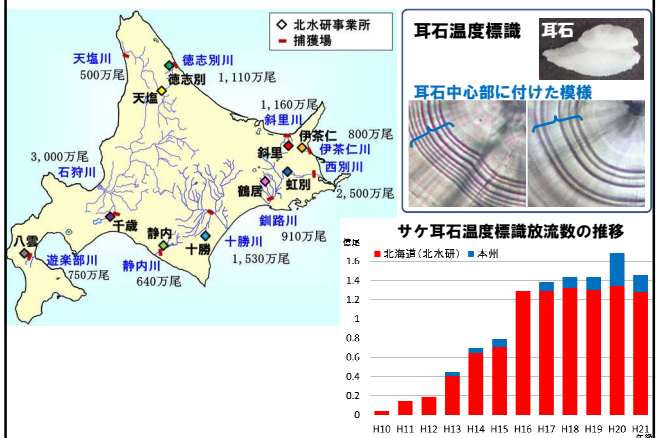 北水研事業所
捕獲場
天塩川
500万尾
徳志別川
徳志別
1,110万尾
天塩
1,160万尾
斜里川
斜里
伊茶仁
800万尾
伊茶仁川
西別川
虹別
2,500万尾
鶴居
釧路川
910万尾
3,000万尾
石狩川
千歳
静内
静内川
640万尾
十勝
十勝川
1,530万尾
八雲
遊楽部川
750万尾
耳石温度標識
耳石
耳石中心部に付けた模様
サケ耳石温度標識放流数の推移
億尾
北海道(北水研)
本州
1.6
1.4
1.2
1
0.8
0.6
0.4
0.2
0
H10 H11 H12 H13 H14 H15 H16 H17 H18 H19 H20 H21